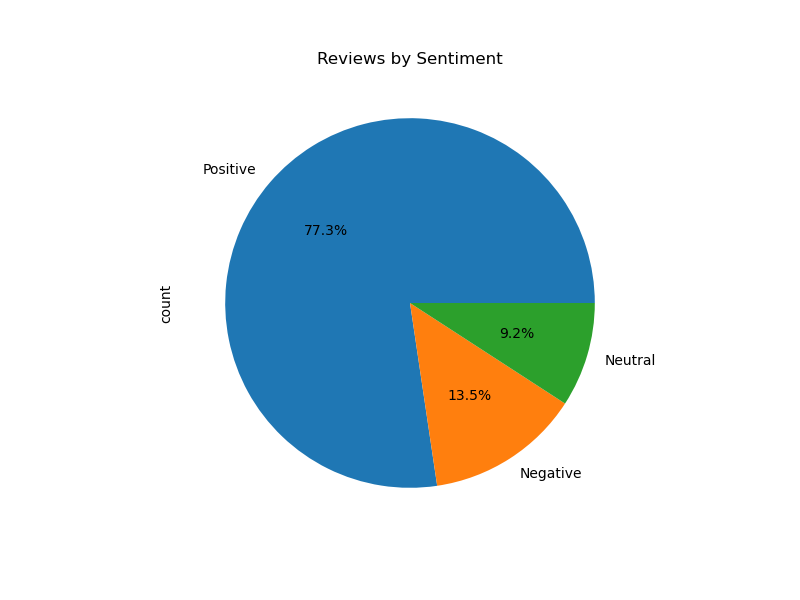 Reviews by Sentiment
Positive
77.3%
count
9.2%
Neutral
13.5%
Negative